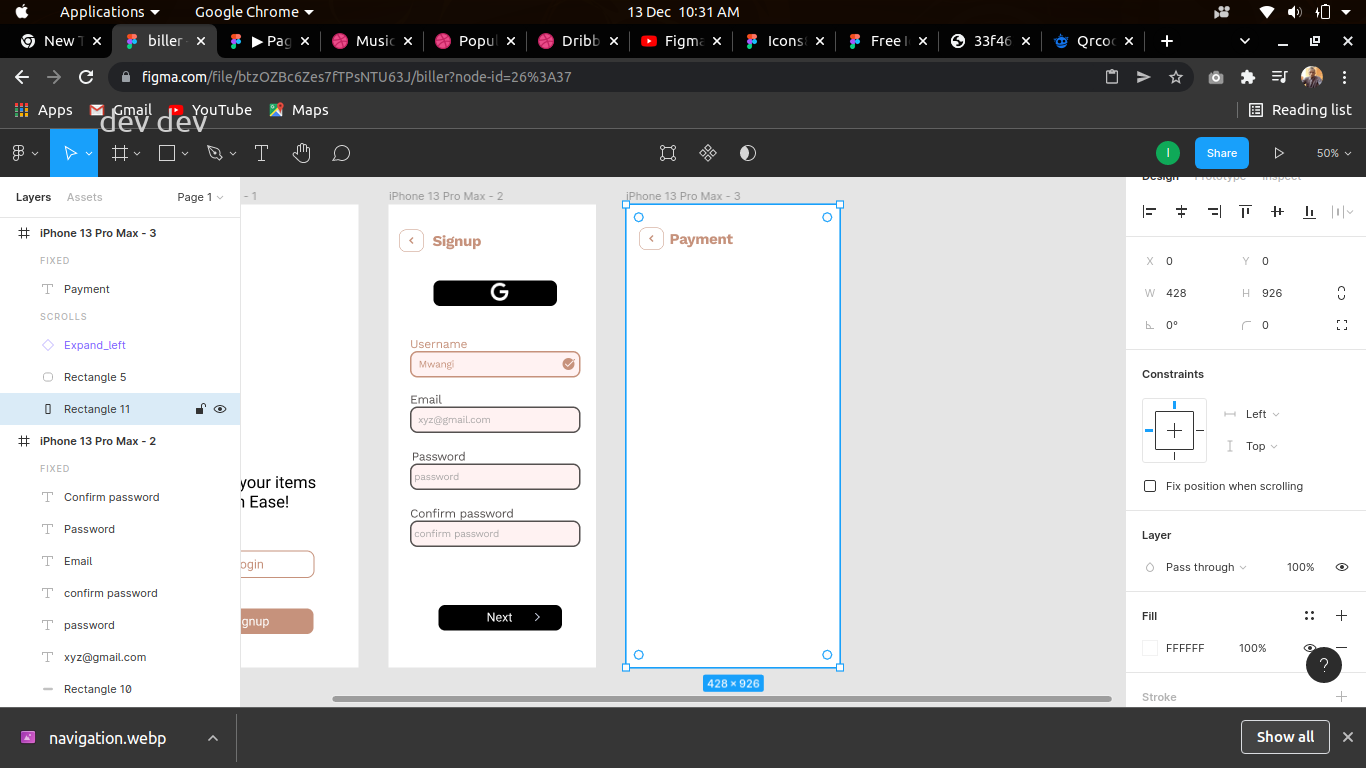 Applications Google Chrome 13 Dec 10:31 AM
New T biller ▶ Pag Music Popul Dribb Figma Icons Free 33f46 Qrco
figma.com/file/btzOZBc6Zes7fTPsNTU63J/biller?node-id=26%3A37
Apps Gmail YouTube Maps Reading list
dev dev
Share 50%
Layers Assets Page 1
Design Prototype Inspect
- 1 iPhone 13 Pro Max - 2 iPhone 13 Pro Max - 3
iPhone 13 Pro Max - 3
FIXED
Payment
SCROLLS
Expand_left
Rectangle 5
Rectangle 11
iPhone 13 Pro Max - 2
FIXED
Confirm password
Password
Email
confirm password
password
xyz@gmail.com
Rectangle 10
your items
Ease!
ogin
gnup
Signup
G
Username
Mwangi
Email
xyz@gmail.com
Password
password
Confirm password
confirm password
Next
Payment
428 × 926
X 0 Y 0
W 428 H 926
0° 0
Constraints
Left
Top
Fix position when scrolling
Layer
Pass through 100%
Fill
FFFFFF 100%
?
Stroke
navigation.webp Show all